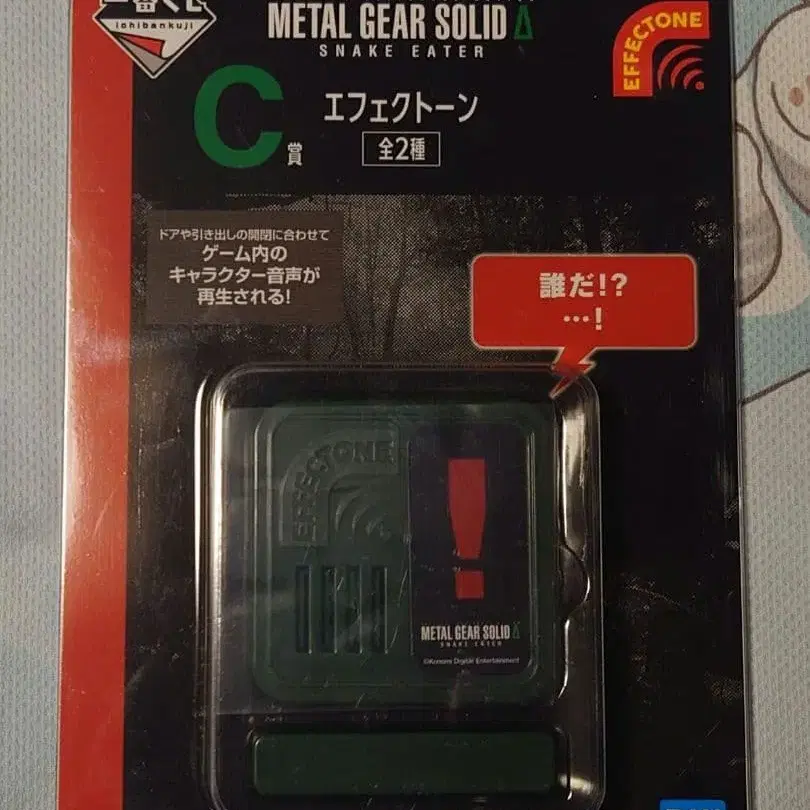 一番くじ
ichibankuji
METAL GEAR SOLID Δ
SNAKE EATER
EFFECTONE
C賞
エフェクトーン
全2種
ドアや引き出しの開閉に合わせて
ゲーム内の
キャラクター音声が
再生される!
誰だ!?
…!
EFFECTONE
!
METAL GEAR SOLID Δ
SNAKE EATER
©Konami Digital Entertainment